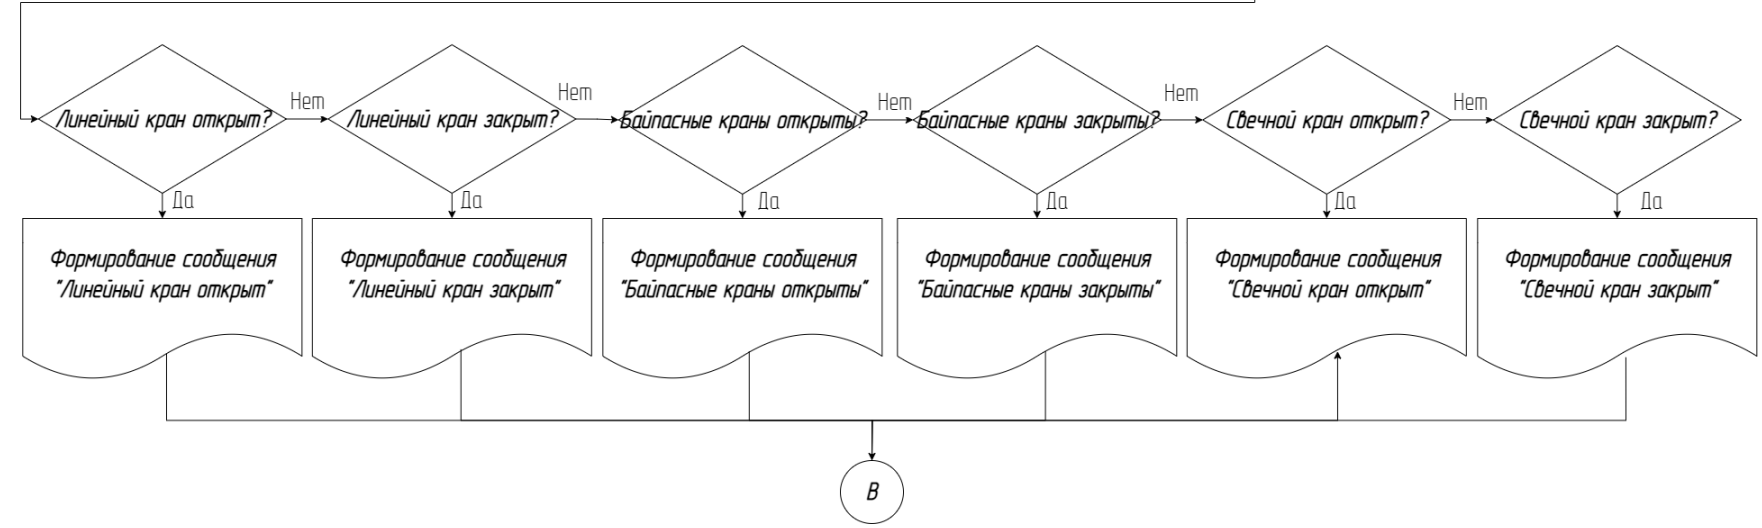 Линейный кран открыт?
Нет
Линейный кран закрыт?
Нет
Байпасные краны открыты?
Нет
Байпасные краны закрыты?
Нет
Свечной кран открыт?
Нет
Свечной кран закрыт?
Да
Да
Да
Да
Да
Да
Формирование сообщения
"Линейный кран открыт"
Формирование сообщения
"Линейный кран закрыт"
Формирование сообщения
"Байпасные краны открыты"
Формирование сообщения
"Байпасные краны закрыты"
Формирование сообщения
"Свечной кран открыт"
Формирование сообщения
"Свечной кран закрыт"
В